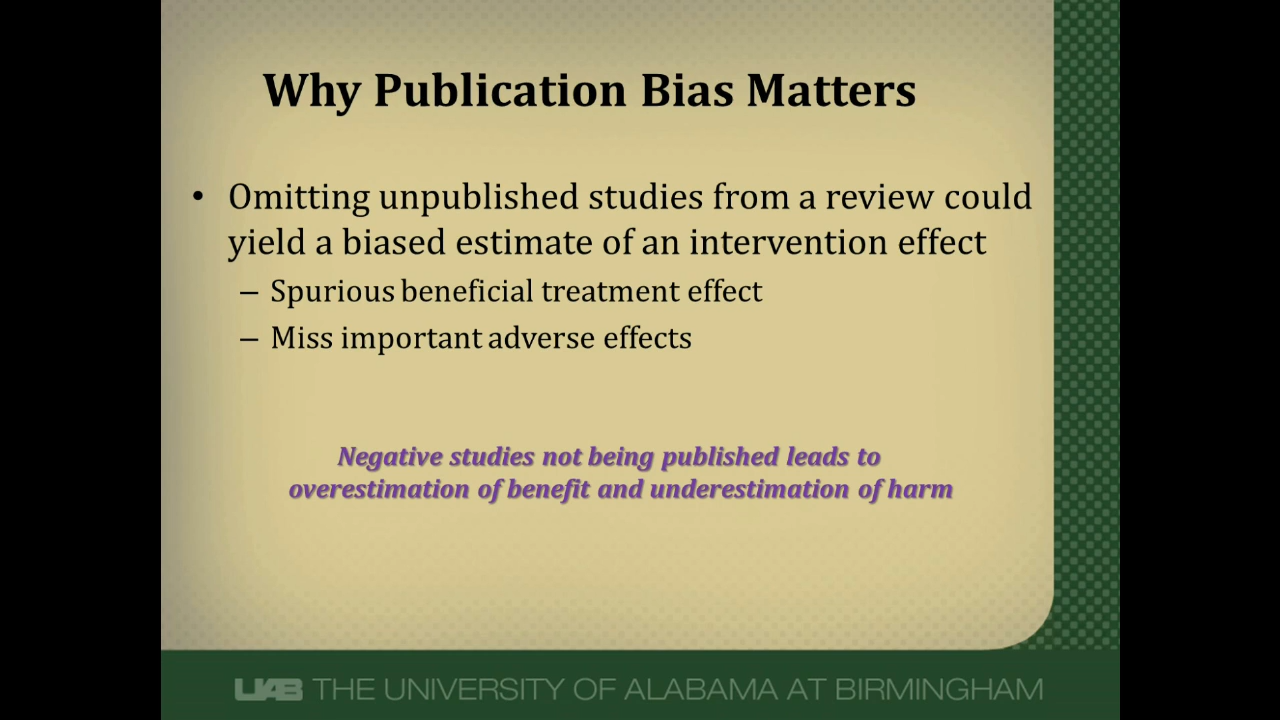 Why Publication Bias Matters
• Omitting unpublished studies from a review could
yield a biased estimate of an intervention effect
– Spurious beneficial treatment effect
– Miss important adverse effects
Negative studies not being published leads to
overestimation of benefit and underestimation of harm
UAB THE UNIVERSITY OF ALABAMA AT BIRMINGHAM